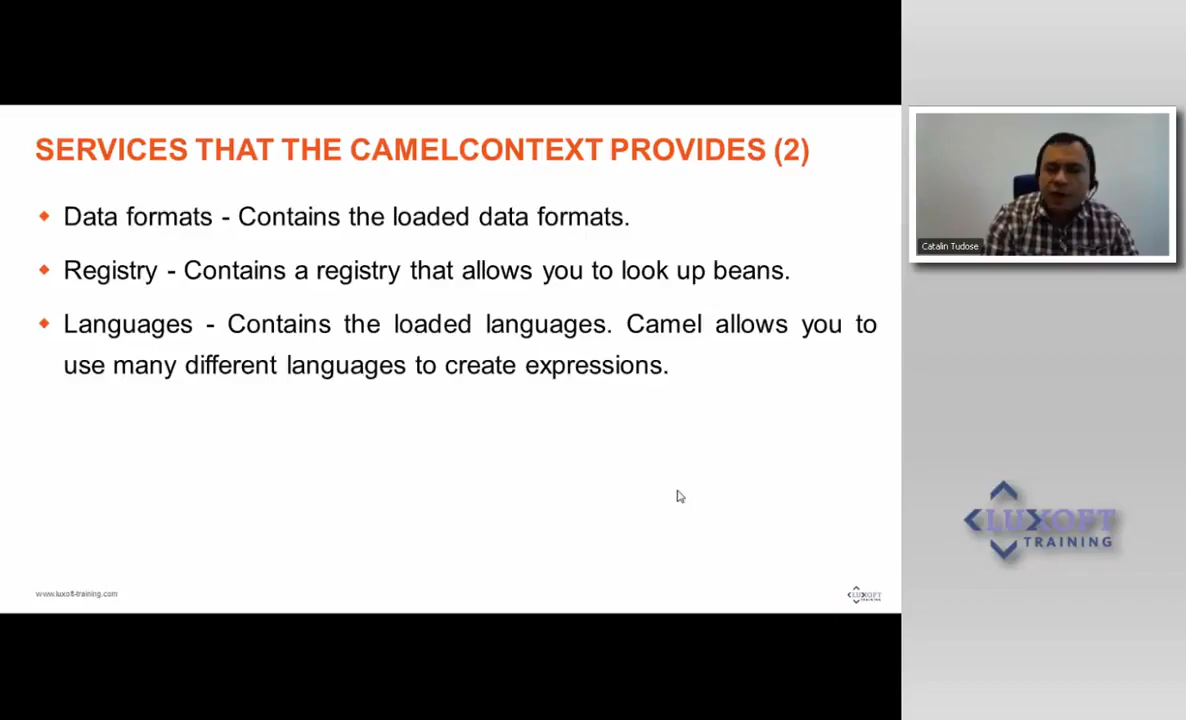 SERVICES THAT THE CAMELCONTEXT PROVIDES (2)
Data formats - Contains the loaded data formats.
Registry - Contains a registry that allows you to look up beans.
Languages - Contains the loaded languages. Camel allows you to
use many different languages to create expressions.
www.luxoft-training.com
LUXOFT
Catalin Tudose
LUXOFT
TRAINING